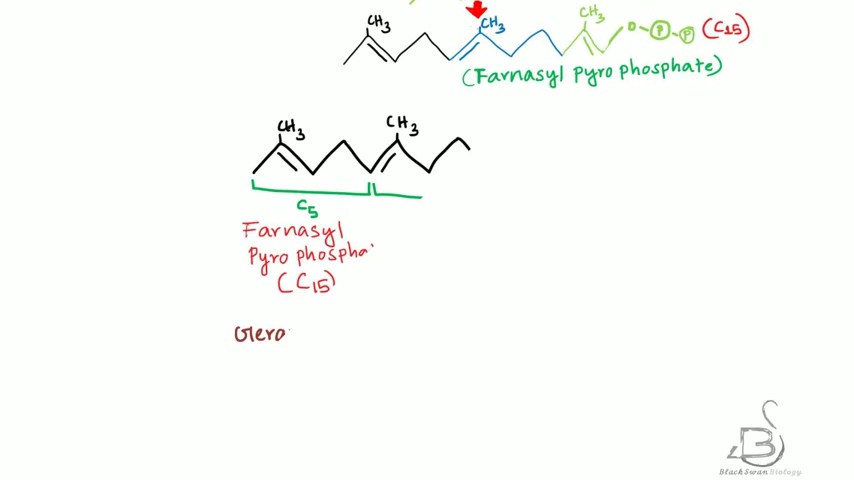 CH3
CH3
CH3
O P P (C15)
(Farnasyl Pyro phosphate)
CH3
CH3
C5
Farnasyl
Pyro phospha
(C15)
Gero
BlackSwan Biology